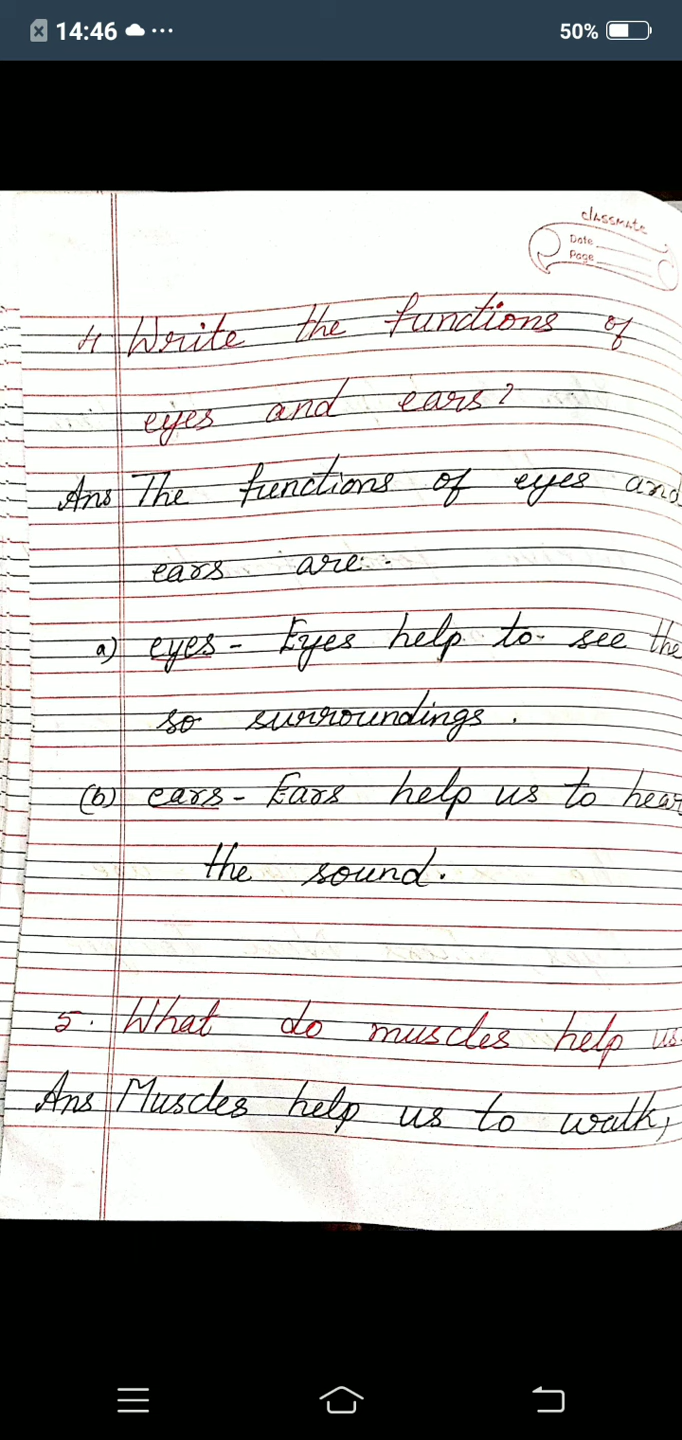 14:46
50%
classmate
Date
Page
4 Write the functions of
eyes and ears?
Ans The functions of eyes and
ears are:-
a) eyes - Eyes help to see the
so surroundings.
(b) ears - Ears help us to hear
the sound.
5. What do muscles help us
Ans Muscles help us to walk,